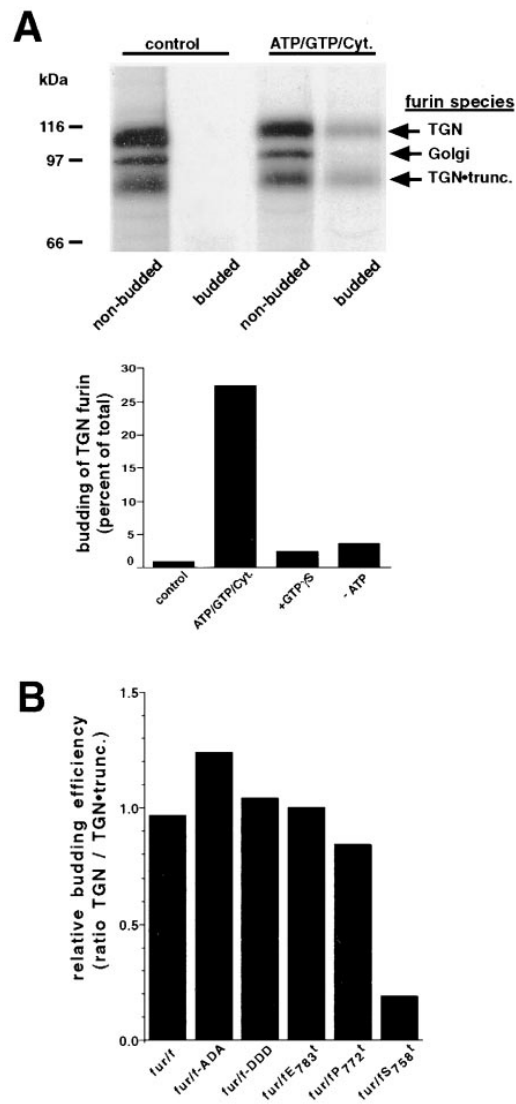 A
control
ATP/GTP/Cyt.
kDa
furin species
116
TGN
97
Golgi
TGN•trunc.
66
non-budded
budded
non-budded
budded
budding of TGN furin
(percent of total)
30
25
20
15
10
5
0
control
ATP/GTP/Cyt.
+GTPγS
- ATP
B
relative budding efficiency
(ratio TGN / TGN•trunc.)
1.5
1.0
0.5
0.0
fur/f
fur/f-ADA
fur/f-DDD
fur/fE783t
fur/fP772t
fur/fS758t